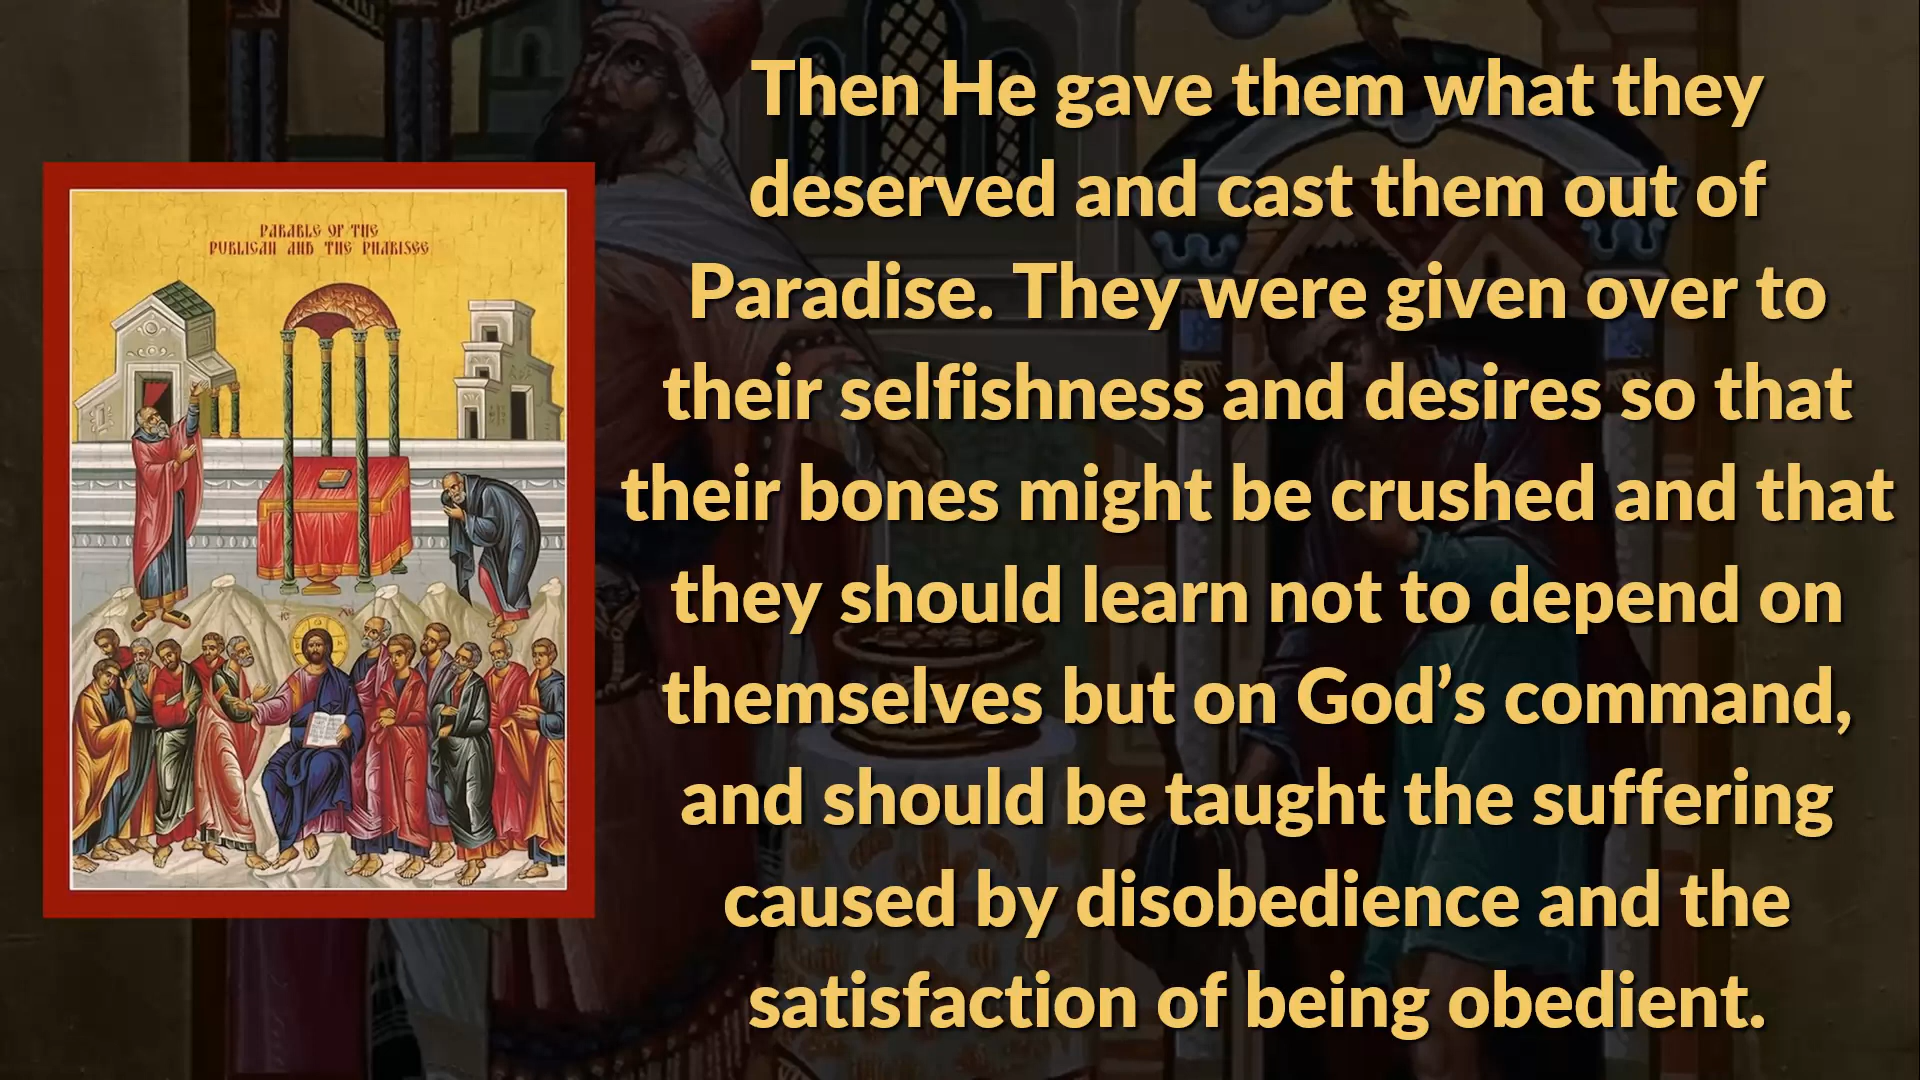 PARABLE OF THE
PUBLICAN AND THE PHARISEE
IC XC
Then He gave them what they
deserved and cast them out of
Paradise. They were given over to
their selfishness and desires so that
their bones might be crushed and that
they should learn not to depend on
themselves but on God’s command,
and should be taught the suffering
caused by disobedience and the
satisfaction of being obedient.